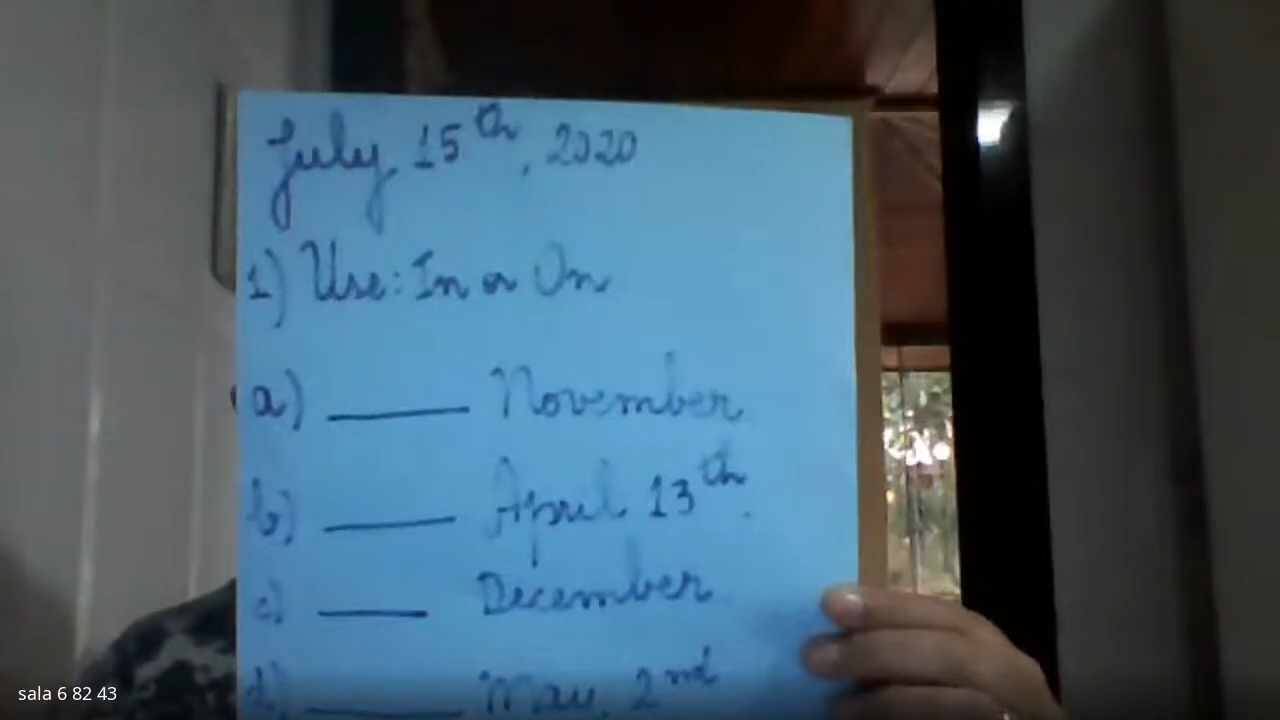 July, 15th, 2020
1) Use: In or On
a) ______ November.
b) ______ April 13th.
c) ______ December.
d) ______ May, 2nd
sala 6 82 43